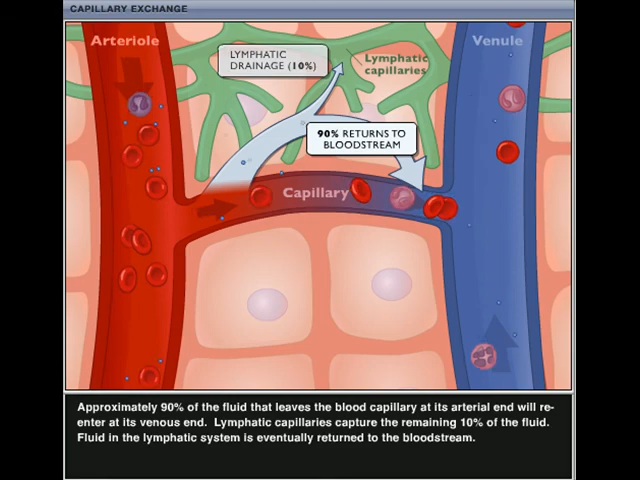 CAPILLARY EXCHANGE
Arteriole
LYMPHATIC
DRAINAGE (10%)
Lymphatic
capillaries
Venule
90% RETURNS TO
BLOODSTREAM
Capillary
Approximately 90% of the fluid that leaves the blood capillary at its arterial end will re-
enter at its venous end. Lymphatic capillaries capture the remaining 10% of the fluid.
Fluid in the lymphatic system is eventually returned to the bloodstream.